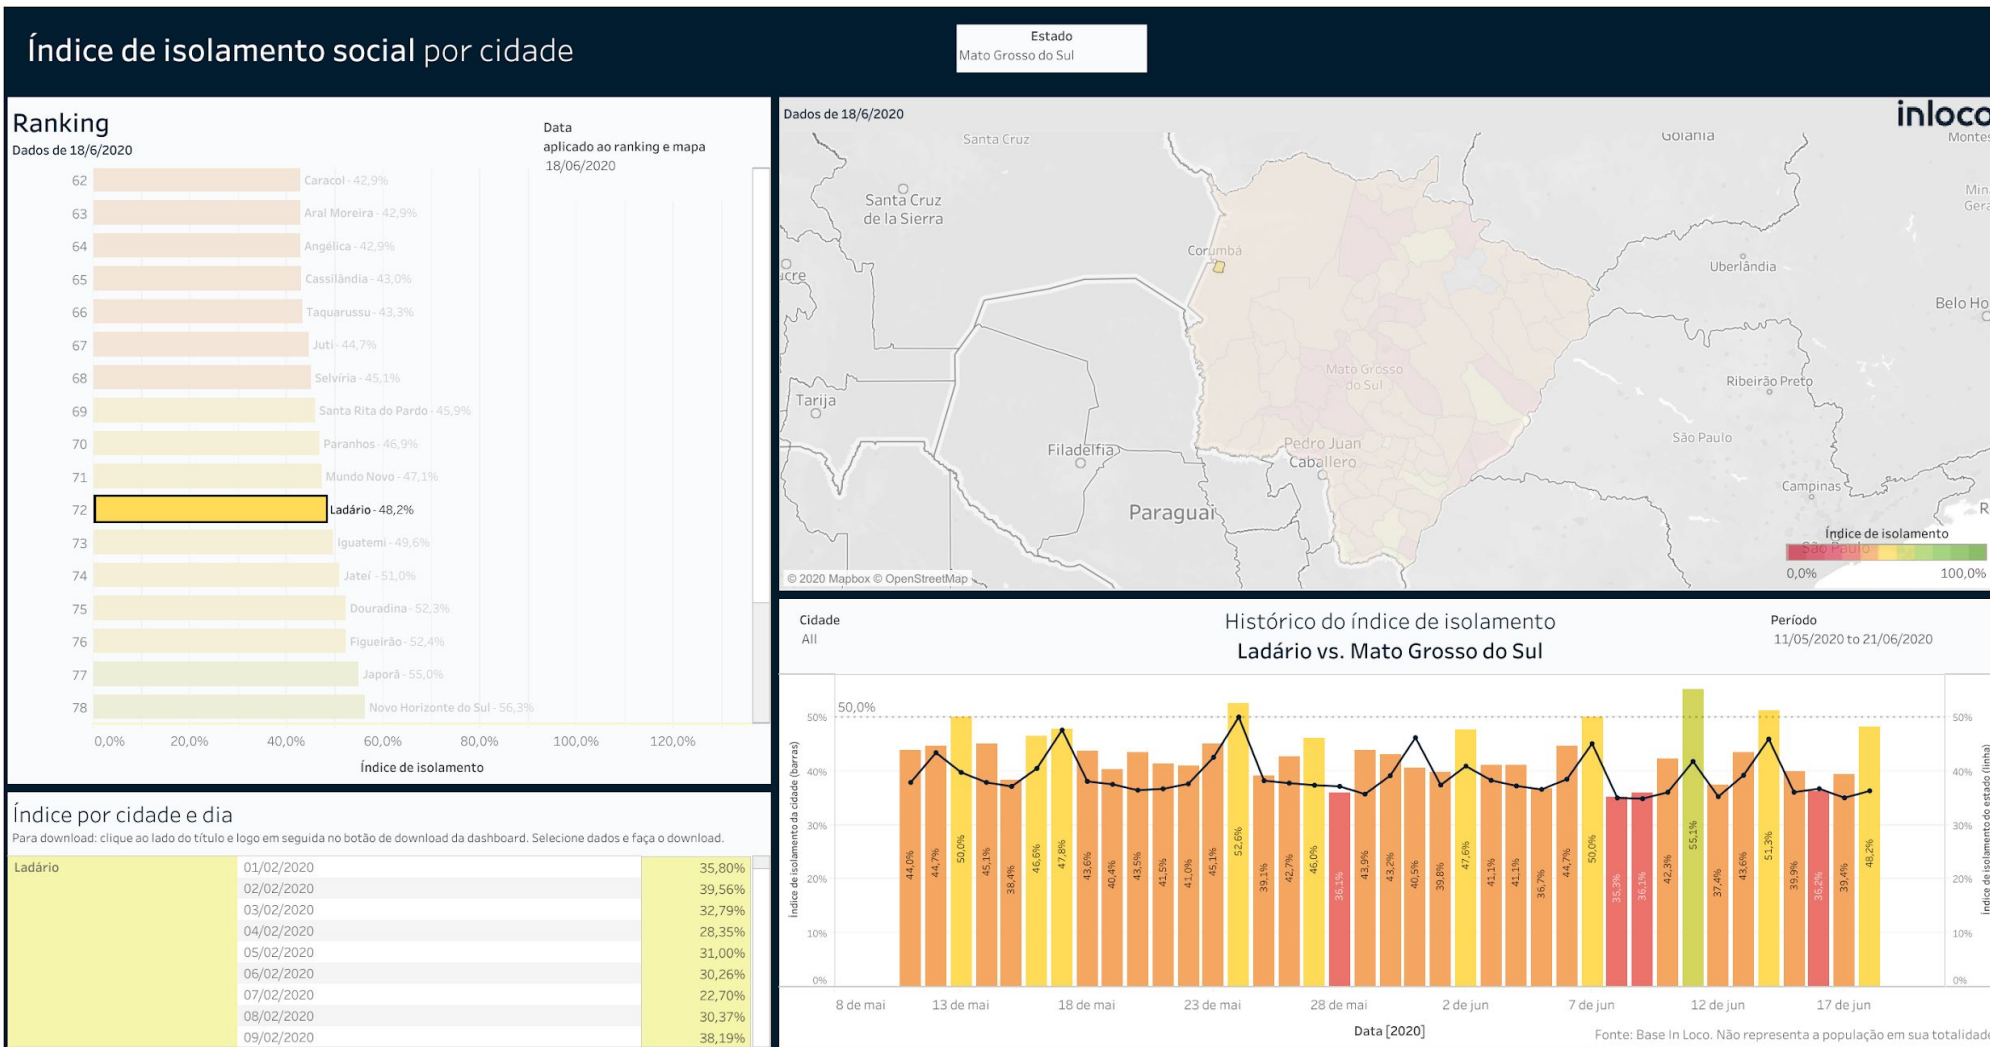 Índice de isolamento social por cidade
Estado
Mato Grosso do Sul
Ranking
Dados de 18/6/2020
Data
aplicado ao ranking e mapa
18/06/2020
62 Caracol - 42,9%
63 Aral Moreira - 42,9%
64 Angélica - 42,9%
65 Cassilândia - 43,0%
66 Taquarussu - 43,3%
67 Juti - 44,7%
68 Selvíria - 45,1%
69 Santa Rita do Pardo - 45,9%
70 Paranhos - 46,9%
71 Mundo Novo - 47,1%
72 Ladário - 48,2%
73 Iguatemi - 49,6%
74 Jateí - 51,0%
75 Douradina - 52,3%
76 Figueirão - 52,4%
77 Japorã - 55,0%
78 Novo Horizonte do Sul - 56,3%
0,0% 20,0% 40,0% 60,0% 80,0% 100,0% 120,0%
Índice de isolamento
Índice por cidade e dia
Para download: clique ao lado do título e logo em seguida no botão de download da dashboard. Selecione dados e faça o download.
Ladário 01/02/2020 35,80%
02/02/2020 39,56%
03/02/2020 32,79%
04/02/2020 28,35%
05/02/2020 31,00%
06/02/2020 30,26%
07/02/2020 22,70%
08/02/2020 30,37%
09/02/2020 38,19%
Dados de 18/6/2020
inloco
Santa Cruz
Goiânia
Montes
Santa Cruz
de la Sierra
Min
Gera
Corumbá
ucre
Uberlândia
Belo Ho
Mato Grosso
do Sul
Ribeirão Preto
Tarija
São Paulo
Filadélfia
Pedro Juan
Caballero
Campinas
Paraguai
R
Índice de isolamento
São Paulo
0,0% 100,0%
© 2020 Mapbox © OpenStreetMap
Cidade
All
Histórico do índice de isolamento
Ladário vs. Mato Grosso do Sul
Período
11/05/2020 to 21/06/2020
Índice de isolamento da cidade (barras)
50%
40%
30%
20%
10%
0%
50,0%
44,0%
44,7%
50,0%
45,1%
38,4%
46,6%
47,8%
43,6%
40,4%
43,5%
41,5%
41,0%
45,1%
52,6%
39,1%
42,7%
46,0%
36,1%
43,9%
43,2%
40,5%
39,8%
47,6%
41,1%
41,1%
36,7%
44,7%
50,0%
35,3%
36,1%
42,3%
55,1%
37,4%
43,6%
51,3%
39,9%
36,2%
39,4%
48,2%
50%
40%
30%
20%
10%
0%
Índice de isolamento do estado (linha)
8 de mai 13 de mai 18 de mai 23 de mai 28 de mai 2 de jun 7 de jun 12 de jun 17 de jun
Data [2020]
Fonte: Base In Loco. Não representa a população em sua totalidade